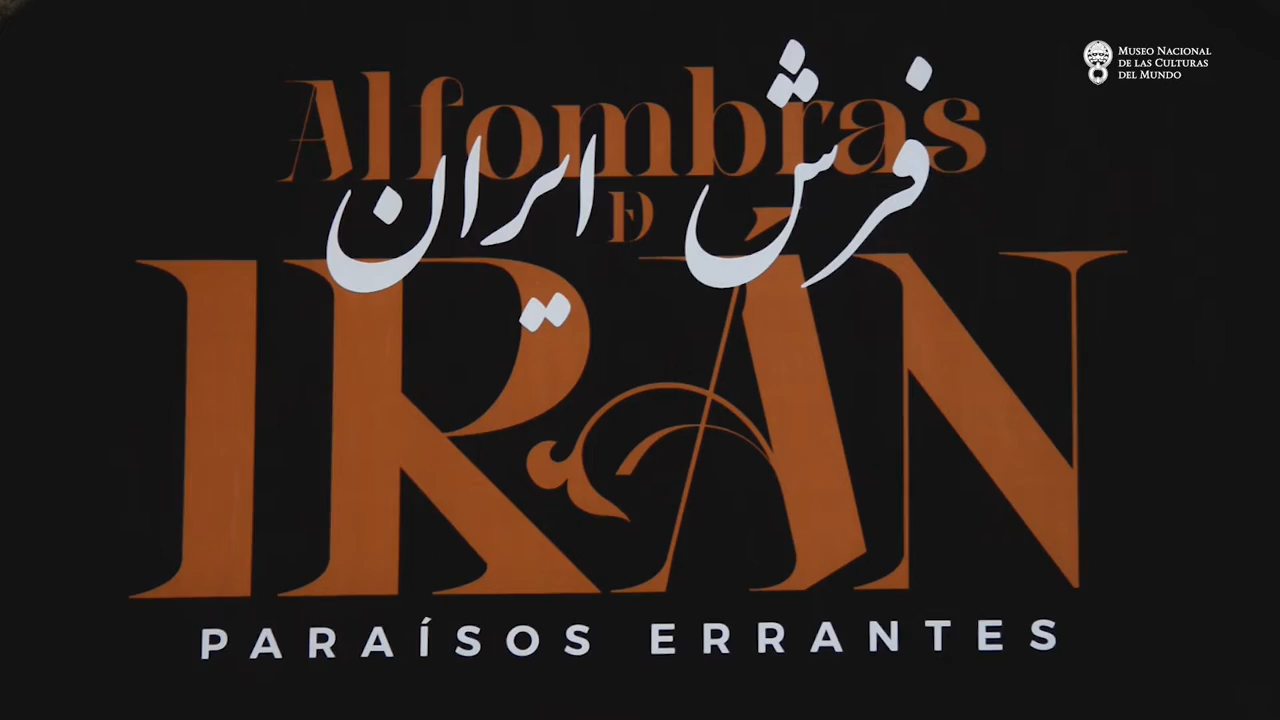 Museo Nacional
de las Culturas
del Mundo
Alfombras
فرش ایران
DE
IRÁN
PARAÍSOS ERRANTES